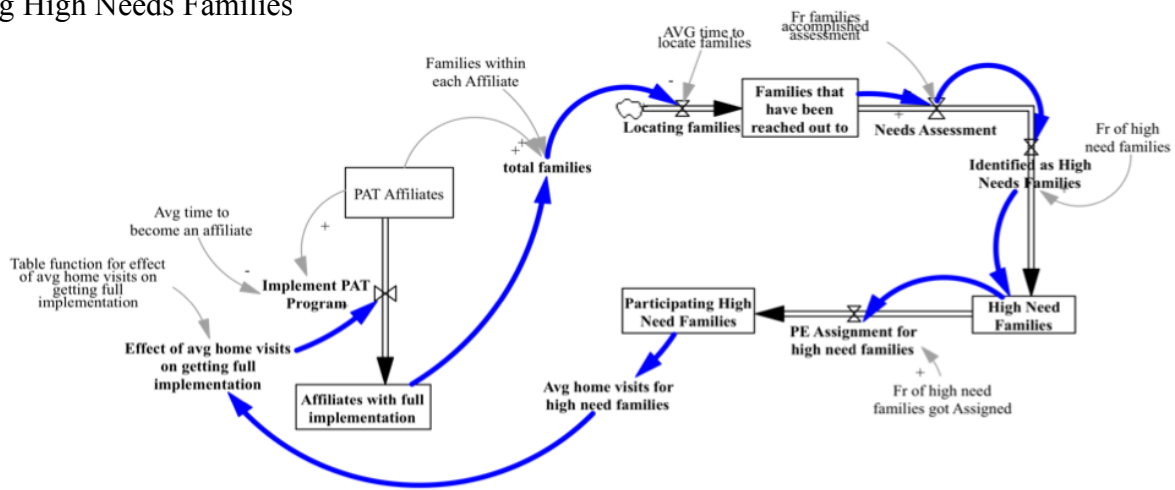 g High Needs Families
Fr families
accomplished
assessment
AVG time to
locate families
Families within
each Affiliate
-
Families that
have been
reached out to
Locating families
+
Needs Assessment
Fr of high
need families
+
+
total families
Identified as High
Needs Families
+
PAT Affiliates
Avg time to
become an affiliate
+
Table function for effect
of avg home visits on
getting full
implementation
-
Implement PAT
Program
+
Participating High
Need Families
High Need
Families
PE Assignment for
high need families
Effect of avg home visits
on getting full
implementation
Avg home visits for
high need families
+
Fr of high need
families got Assigned
Affiliates with full
implementation